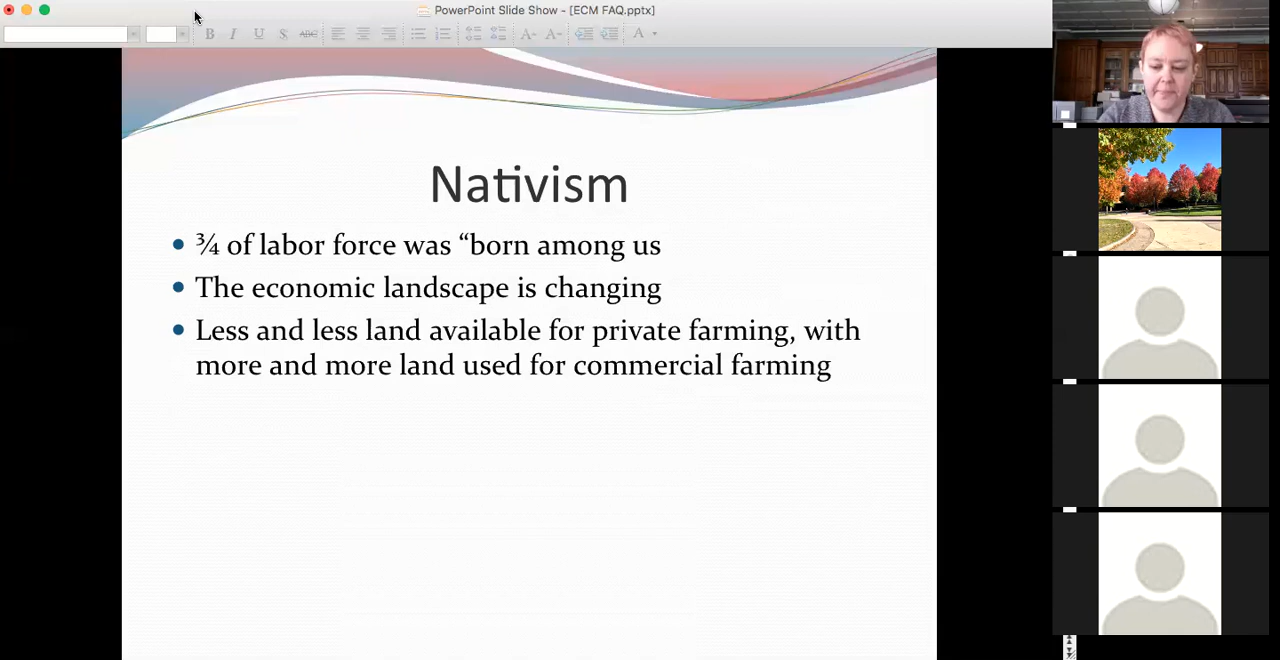 PowerPoint Slide Show - [ECM FAQ.pptx]
B I U S ABC A A A
Nativism
• ¾ of labor force was “born among us
• The economic landscape is changing
• Less and less land available for private farming, with
more and more land used for commercial farming